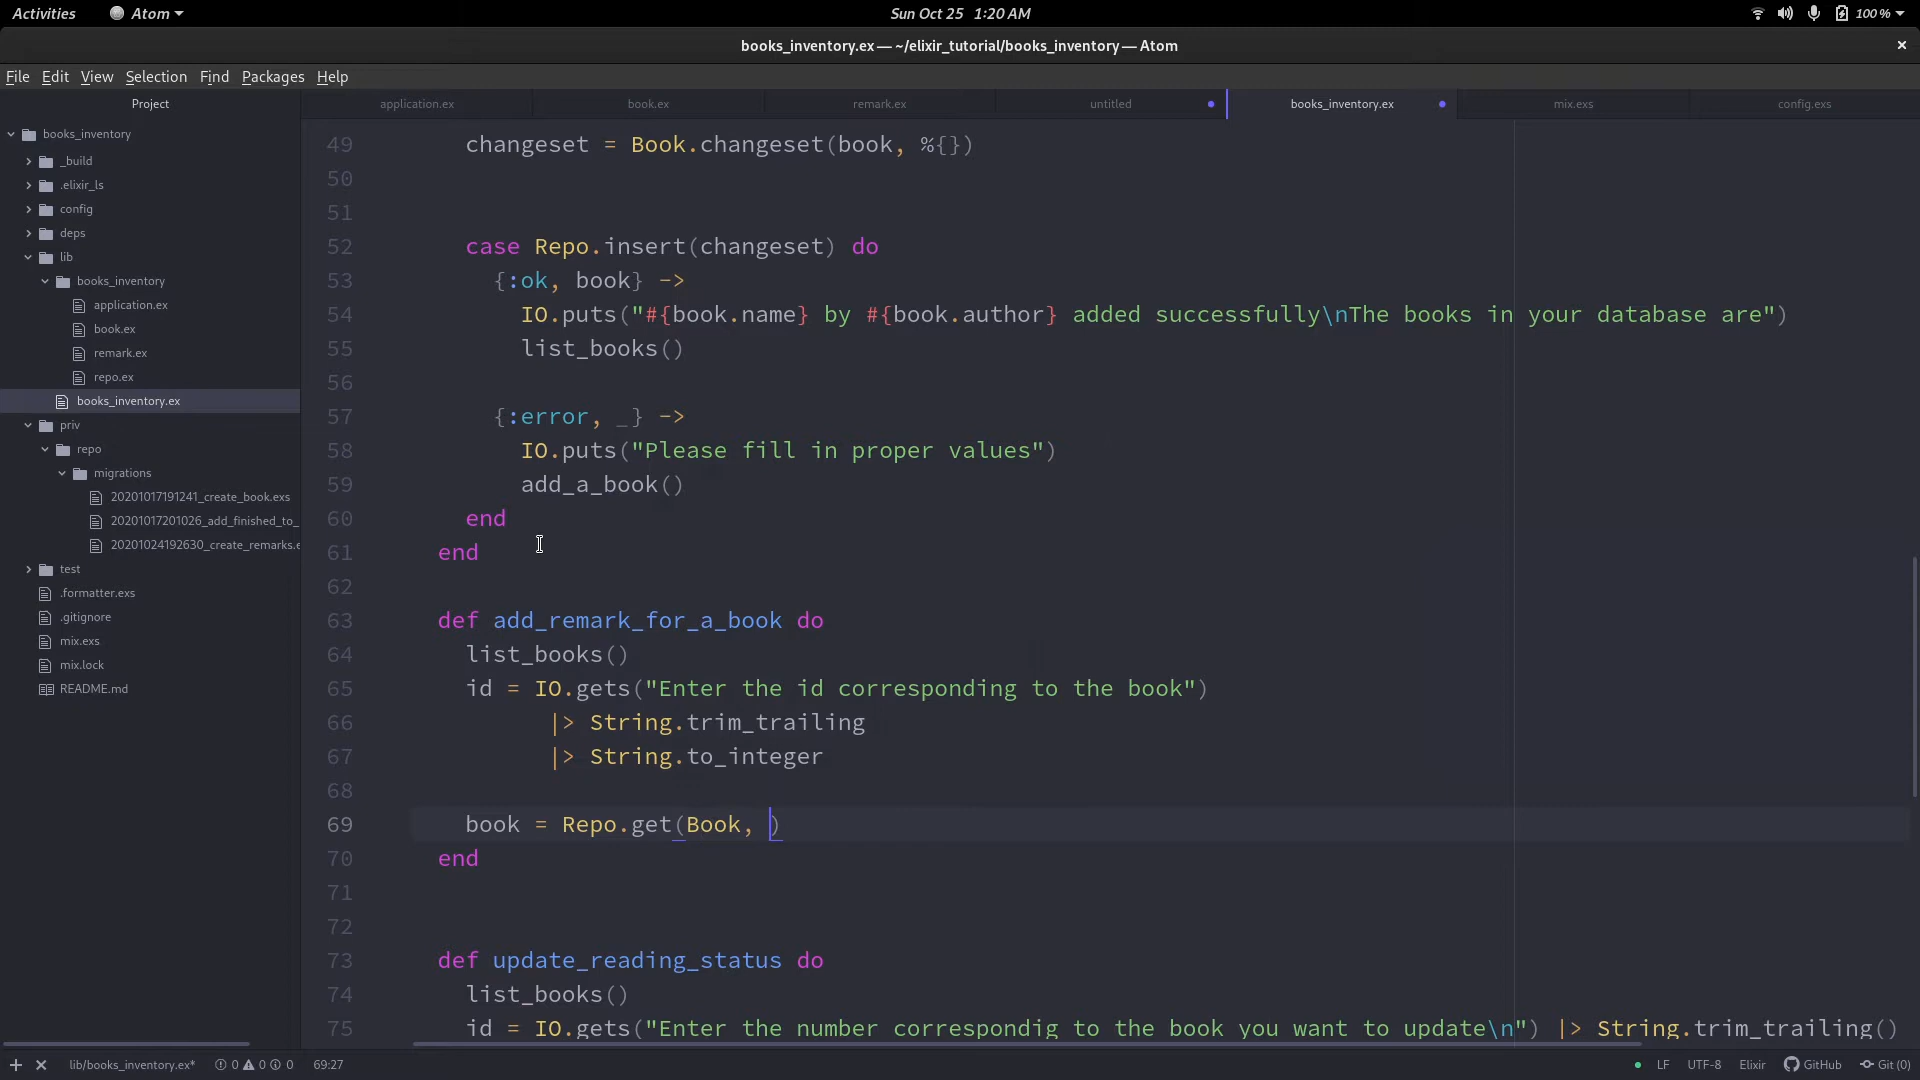 Activities Atom Sun Oct 25 1:20 AM 100 %
books_inventory.ex — ~/elixir_tutorial/books_inventory — Atom
File Edit View Selection Find Packages Help
Project application.ex book.ex remark.ex untitled books_inventory.ex mix.exs config.exs
books_inventory
_build
.elixir_ls
config
deps
lib
books_inventory
application.ex
book.ex
remark.ex
repo.ex
books_inventory.ex
priv
repo
migrations
20201017191241_create_book.exs
20201017201026_add_finished_to_
20201024192630_create_remarks.e
test
.formatter.exs
.gitignore
mix.exs
mix.lock
README.md
49 changeset = Book.changeset(book, %{})
50
51
52 case Repo.insert(changeset) do
53 {:ok, book} ->
54 IO.puts("#{book.name} by #{book.author} added successfully\nThe books in your database are")
55 list_books()
56
57 {:error, _} ->
58 IO.puts("Please fill in proper values")
59 add_a_book()
60 end
61 end
62
63 def add_remark_for_a_book do
64 list_books()
65 id = IO.gets("Enter the id corresponding to the book")
66 |> String.trim_trailing
67 |> String.to_integer
68
69 book = Repo.get(Book, )
70 end
71
72
73 def update_reading_status do
74 list_books()
75 id = IO.gets("Enter the number correspondig to the book you want to update\n") |> String.trim_trailing()
lib/books_inventory.ex* 0 0 0 69:27 LF UTF-8 Elixir GitHub Git (0)